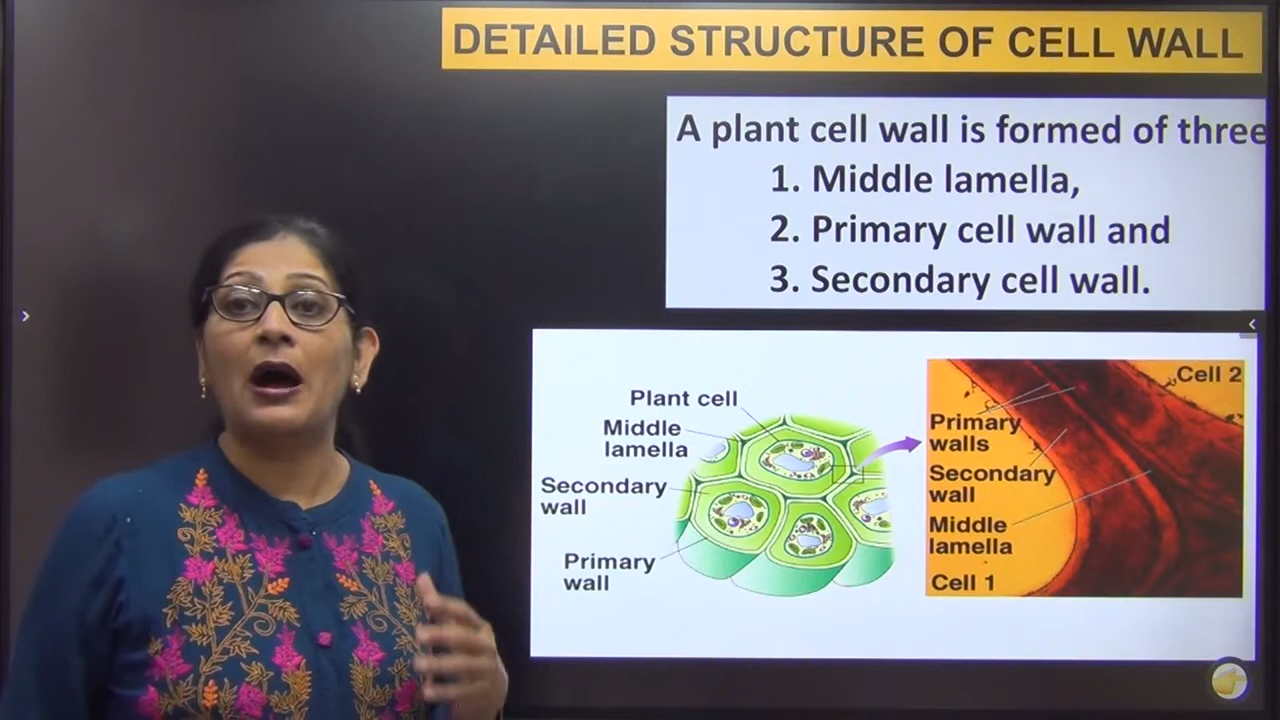 DETAILED STRUCTURE OF CELL WALL
A plant cell wall is formed of three
1. Middle lamella,
2. Primary cell wall and
3. Secondary cell wall.
Plant cell
Middle
lamella
Secondary
wall
Primary
wall
Cell 2
Primary
walls
Secondary
wall
Middle
lamella
Cell 1